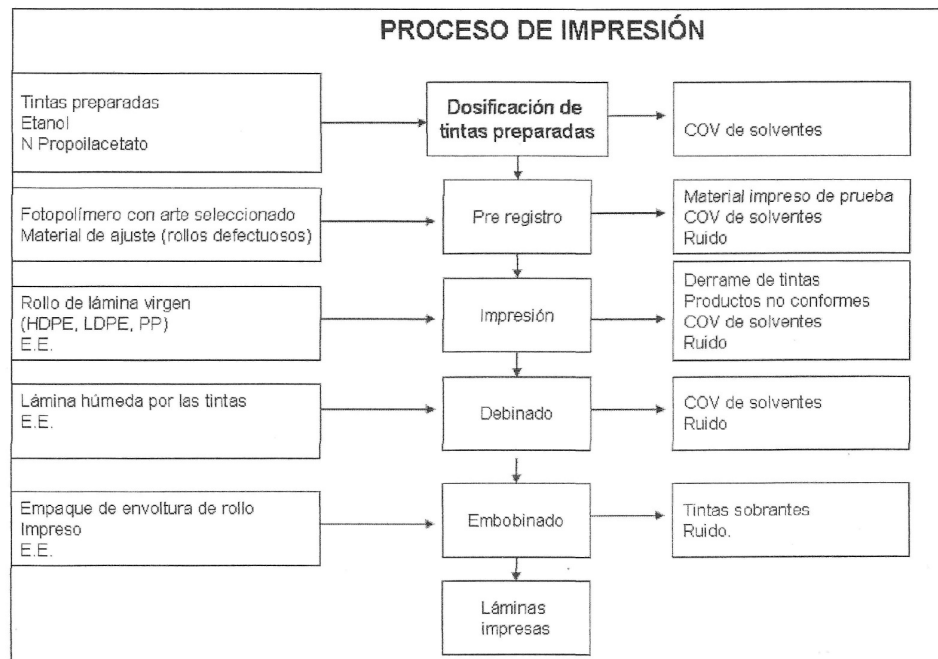 PROCESO DE IMPRESIÓN
Tintas preparadas
Etanol
N Propoilacetato
Dosificación de
tintas preparadas
COV de solventes
Fotopolímero con arte seleccionado
Material de ajuste (rollos defectuosos)
Pre registro
Material impreso de prueba
COV de solventes
Ruido
Rollo de lámina virgen
(HDPE, LDPE, PP)
E.E.
Impresión
Derrame de tintas
Productos no conformes
COV de solventes
Ruido
Lámina húmeda por las tintas
E.E.
Debinado
COV de solventes
Ruido
Empaque de envoltura de rollo
Impreso
E.E.
Embobinado
Tintas sobrantes
Ruido.
Láminas
impresas